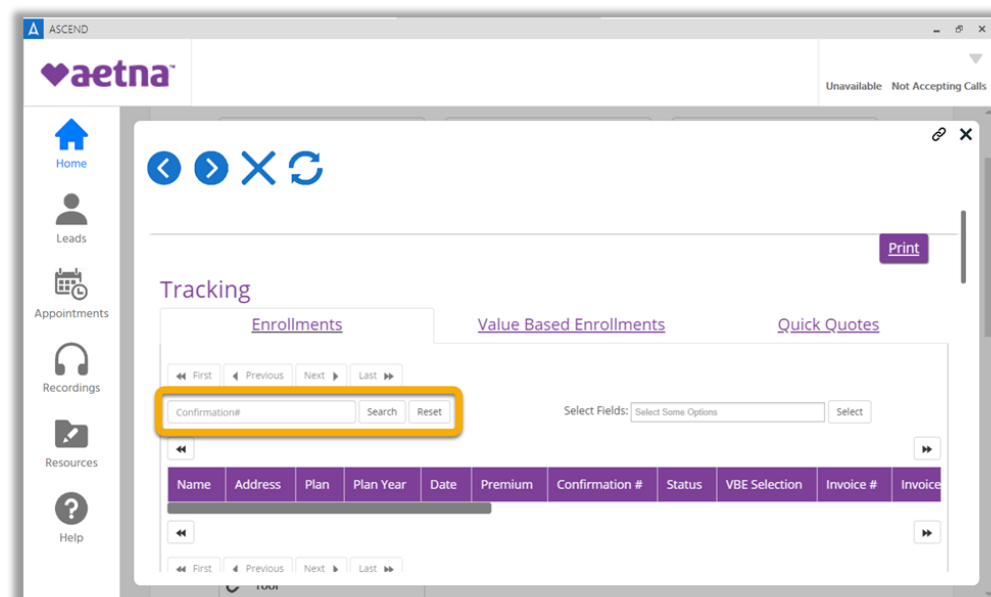 ASCEND
aetna™
Unavailable Not Accepting Calls
Home
Leads
Appointments
Recordings
Resources
Help
Print
Tracking
Enrollments Value Based Enrollments Quick Quotes
First Previous Next Last
Confirmation# Search Reset Select Fields: Select Some Options Select
Name Address Plan Plan Year Date Premium Confirmation # Status VBE Selection Invoice # Invoice
First Previous Next Last
Tool